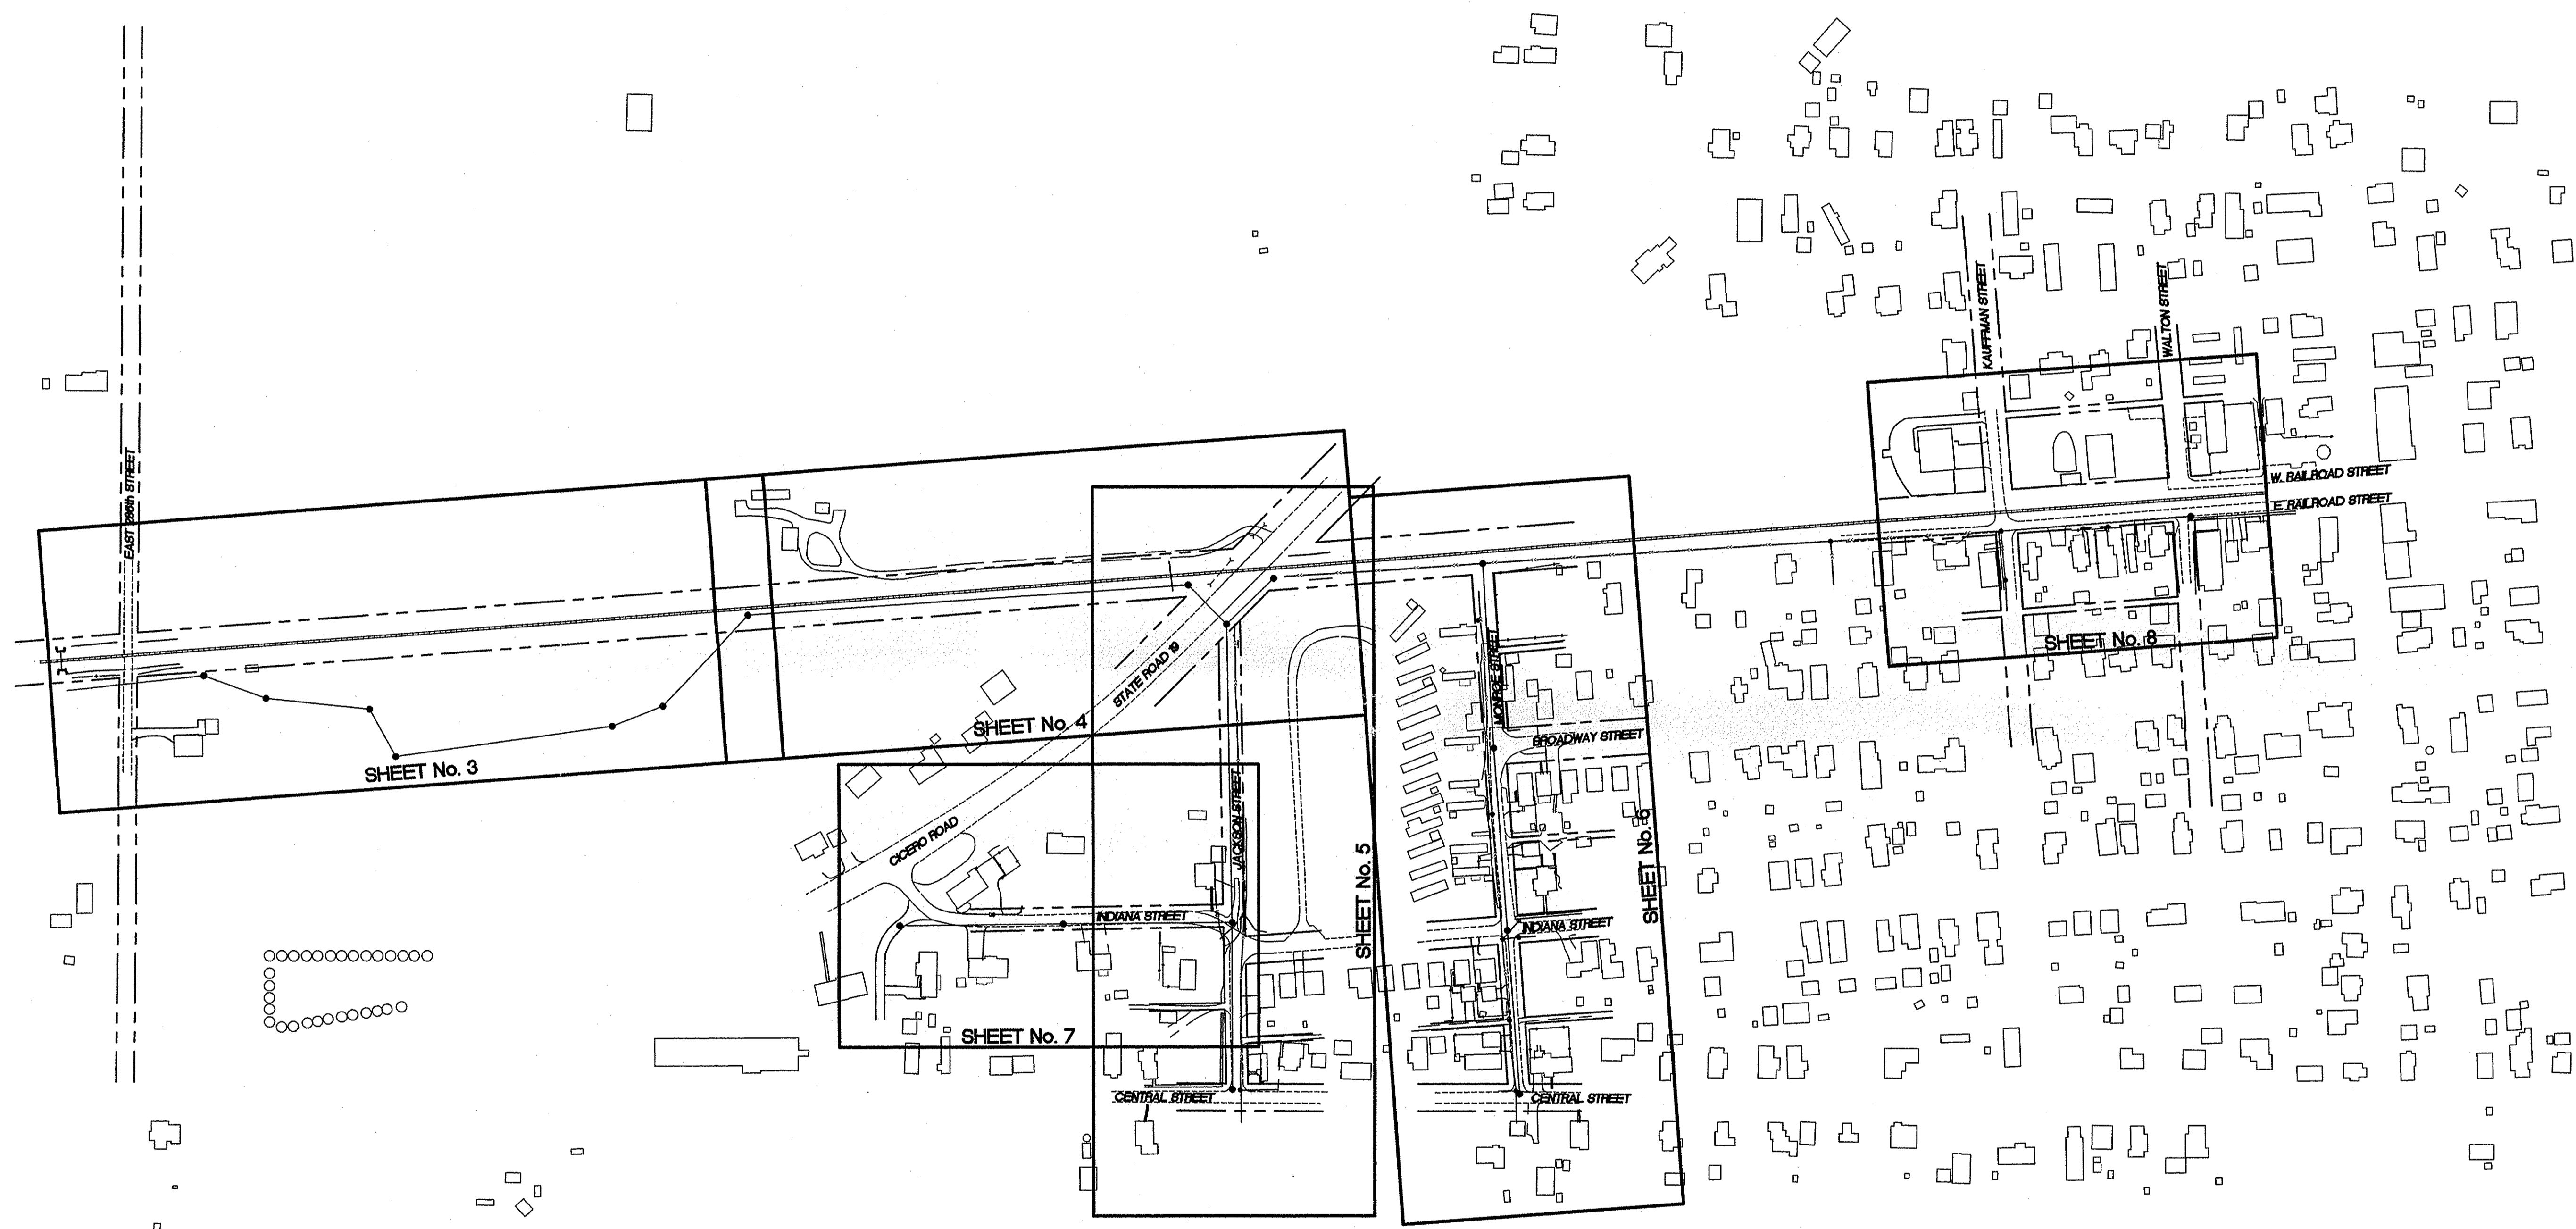 KAUFFMAN STREET
WALTON STREET
EAST 286th STREET
W. RAILROAD STREET
E. RAILROAD STREET
SHEET No. 8
STATE ROAD 19
MONROE STREET
SHEET No. 4
BROADWAY STREET
SHEET No. 3
JACKSON STREET
CICERO ROAD
SHEET No. 5
SHEET No. 6
INDIANA STREET
INDIANA STREET
SHEET No. 7
CENTRAL STREET
CENTRAL STREET